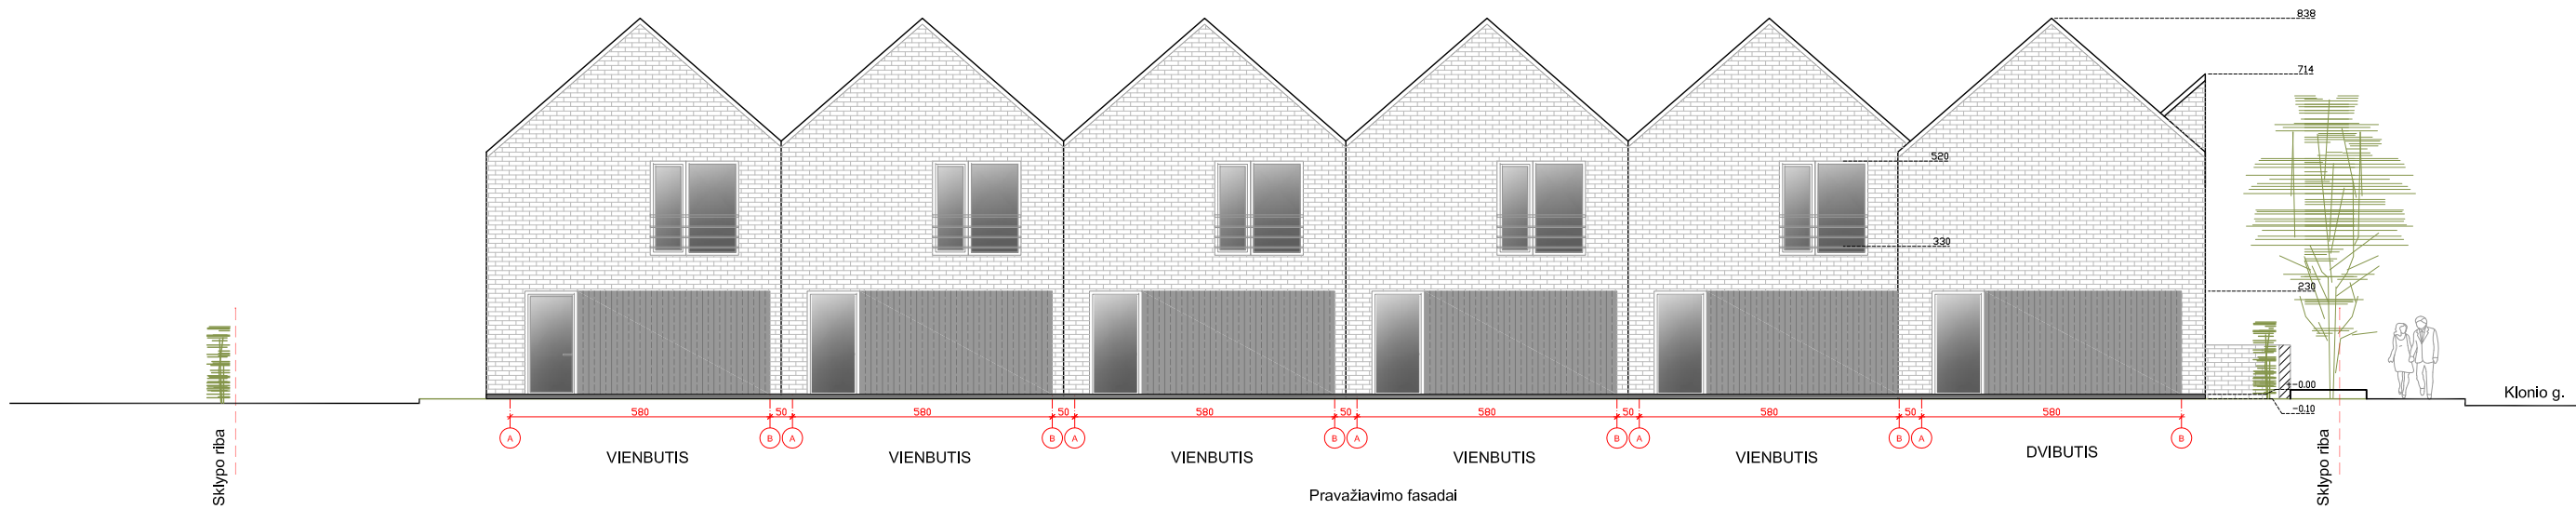 838
714
520
330
230
+-0.00
-0.10
Klonio g.
580 50 580 50 580 50 580 50 580 50 580
A B A B A B A B A B A B
VIENBUTIS VIENBUTIS VIENBUTIS VIENBUTIS VIENBUTIS DVIBUTIS
Sklypo riba
Sklypo riba
Pravažiavimo fasadai